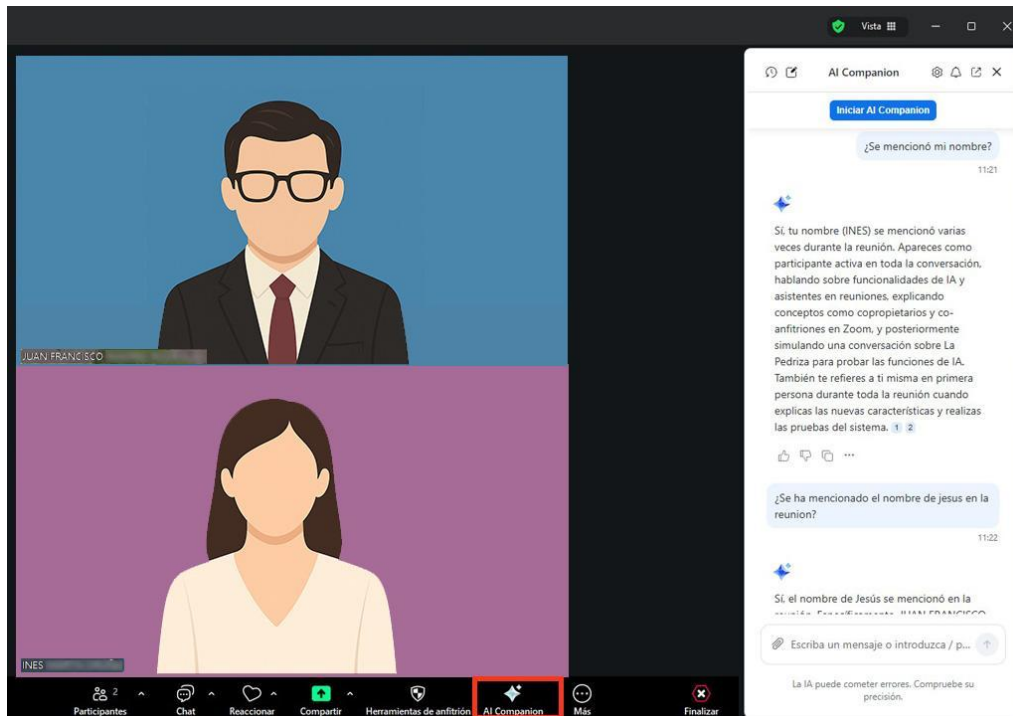 Vista
AI Companion
Iniciar AI Companion
¿Se mencionó mi nombre?
11:21
Sí, tu nombre (INES) se mencionó varias
veces durante la reunión. Apareces como
participante activa en toda la conversación,
hablando sobre funcionalidades de IA y
asistentes en reuniones, explicando
conceptos como copropietarios y co-
anfitriones en Zoom, y posteriormente
simulando una conversación sobre La
Pedriza para probar las funciones de IA.
También te refieres a ti misma en primera
persona durante toda la reunión cuando
explicas las nuevas características y realizas
las pruebas del sistema. 1 2
¿Se ha mencionado el nombre de jesus en la
reunion?
11:22
Sí, el nombre de Jesús se mencionó en la
reunión. Específicamente, JUAN FRANCISCO
Escriba un mensaje o introduzca / p...
La IA puede cometer errores. Compruebe su
precisión.
JUAN FRANCISCO
INES
2
Participantes
Chat
Reaccionar
Compartir
Herramientas de anfitrión
AI Companion
Más
Finalizar